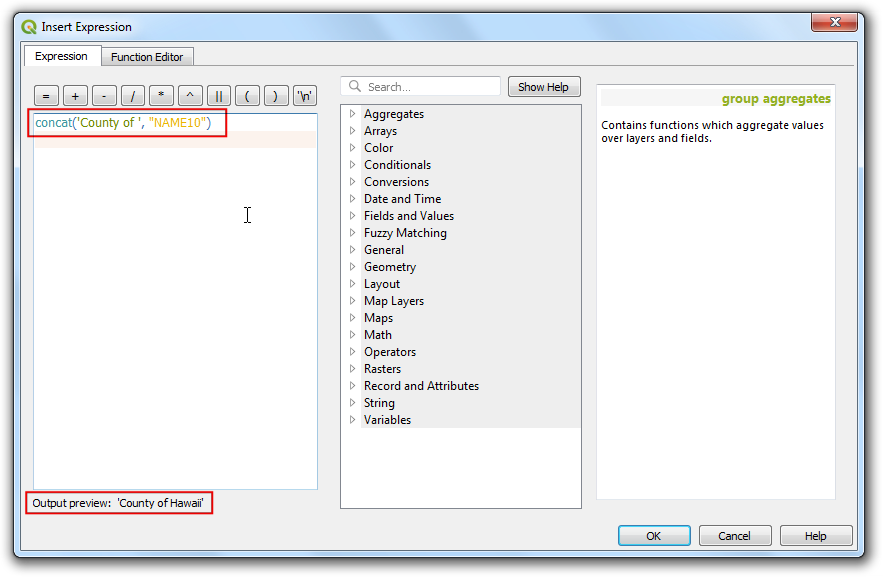 Insert Expression
Expression
Function Editor
= + - / * ^ || ( ) '\n'
concat('County of ', "NAME10")
Output preview: 'County of Hawaii'
Search...
Show Help
Aggregates
Arrays
Color
Conditionals
Conversions
Date and Time
Fields and Values
Fuzzy Matching
General
Geometry
Layout
Map Layers
Maps
Math
Operators
Rasters
Record and Attributes
String
Variables
group aggregates
Contains functions which aggregate values
over layers and fields.
OK
Cancel
Help